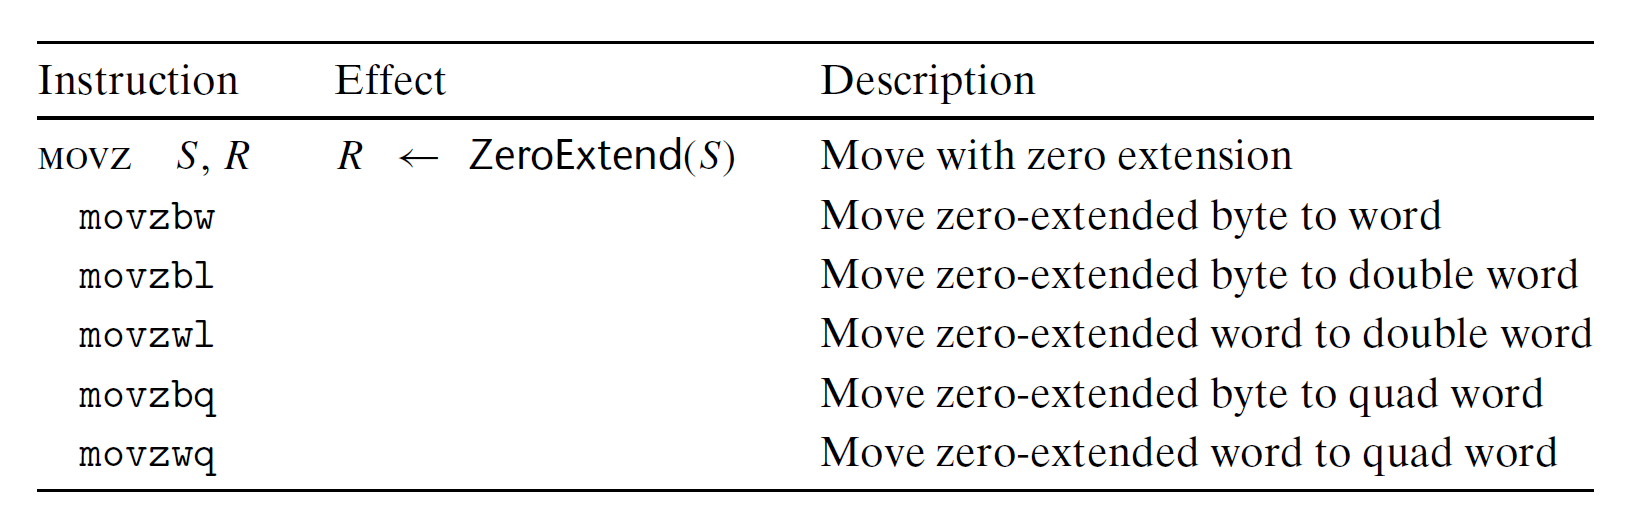 Instruction Effect Description
MOVZ S, R R ← ZeroExtend(S) Move with zero extension
movzbw Move zero-extended byte to word
movzbl Move zero-extended byte to double word
movzwl Move zero-extended word to double word
movzbq Move zero-extended byte to quad word
movzwq Move zero-extended word to quad word